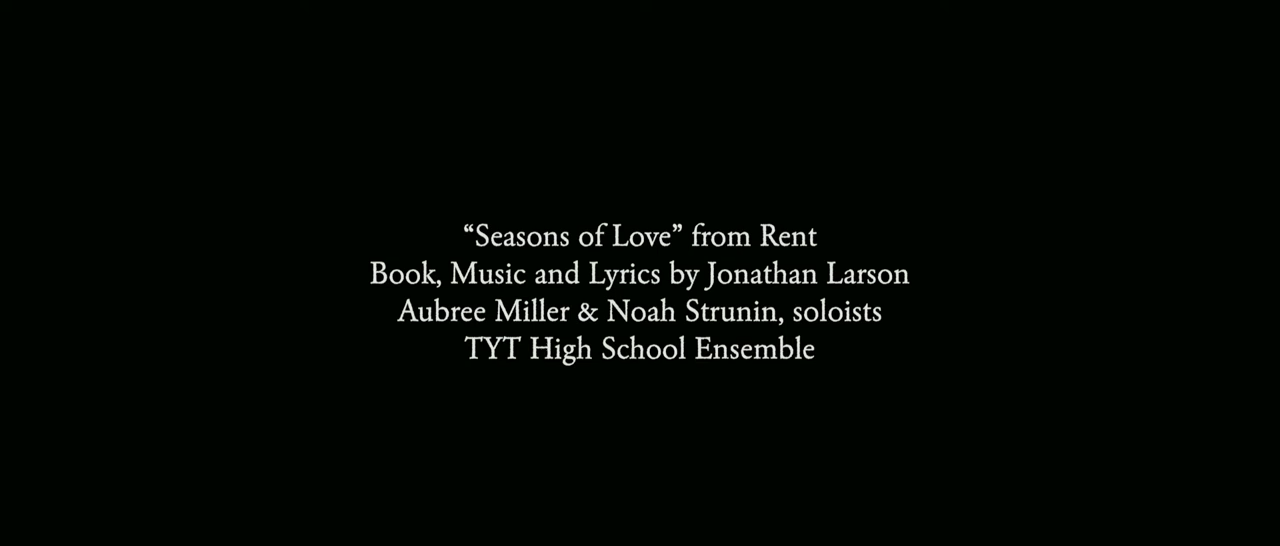 “Seasons of Love” from Rent
Book, Music and Lyrics by Jonathan Larson
Aubree Miller & Noah Strunin, soloists
TYT High School Ensemble